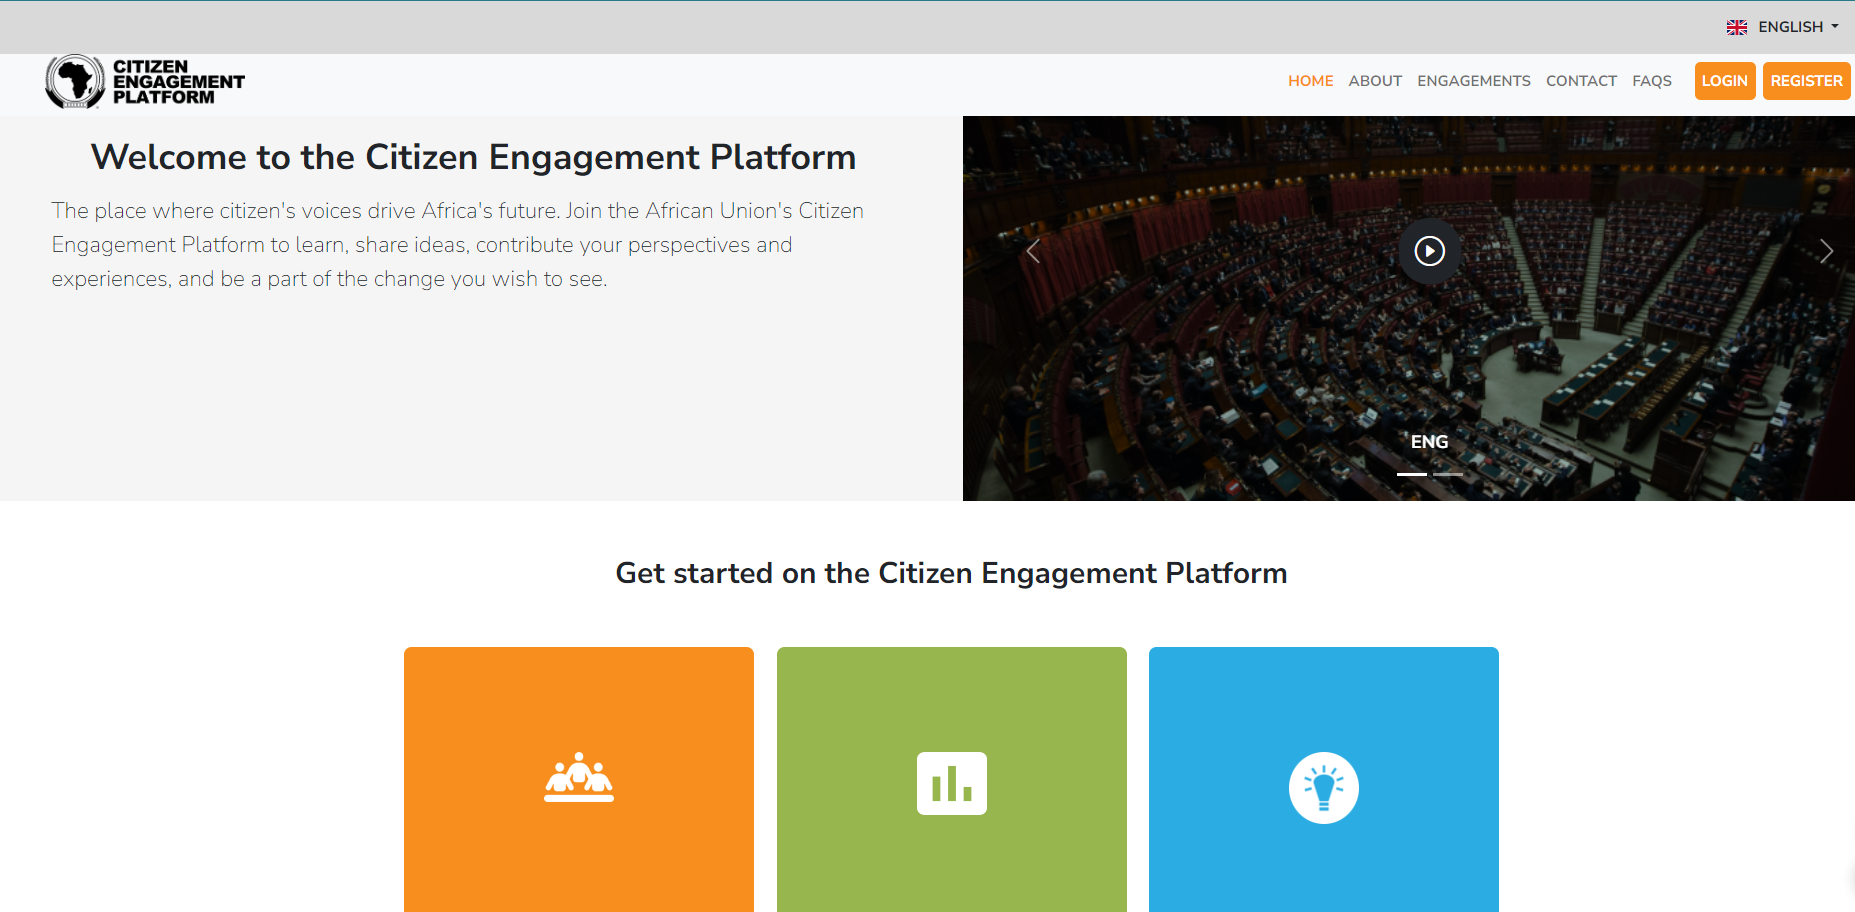 ENGLISH
CITIZEN
ENGAGEMENT
PLATFORM
HOME ABOUT ENGAGEMENTS CONTACT FAQS LOGIN REGISTER
Welcome to the Citizen Engagement Platform
The place where citizen's voices drive Africa's future. Join the African Union's Citizen
Engagement Platform to learn, share ideas, contribute your perspectives and
experiences, and be a part of the change you wish to see.
ENG
Get started on the Citizen Engagement Platform